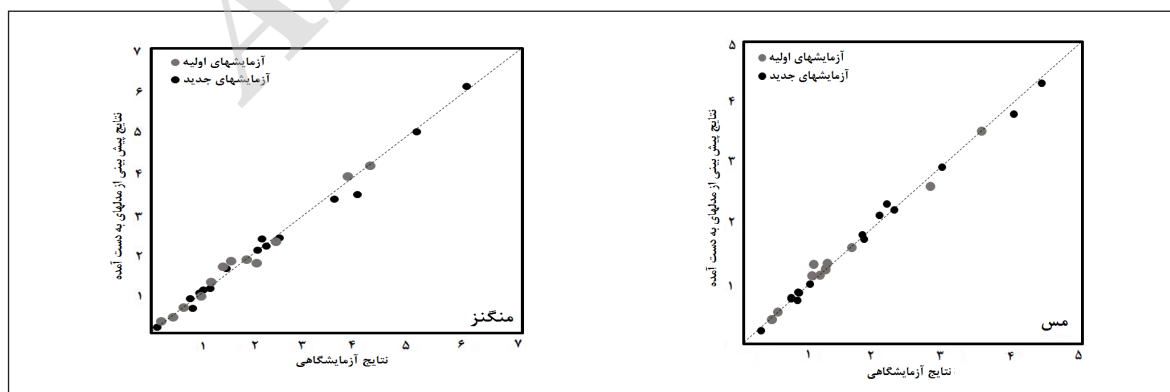 آزمایشهای اولیه
آزمایشهای جدید
نتایج پیش بینی از مدلهای به دست آمده
۷
۶
۵
۴
۳
۲
۱
منگنز
۱ ۲ ۳ ۴ ۵ ۶ ۷
نتایج آزمایشگاهی
آزمایشهای اولیه
آزمایشهای جدید
نتایج پیش بینی از مدلهای به دست آمده
۵
۴
۳
۲
۱
مس
۱ ۲ ۳ ۴ ۵
نتایج آزمایشگاهی